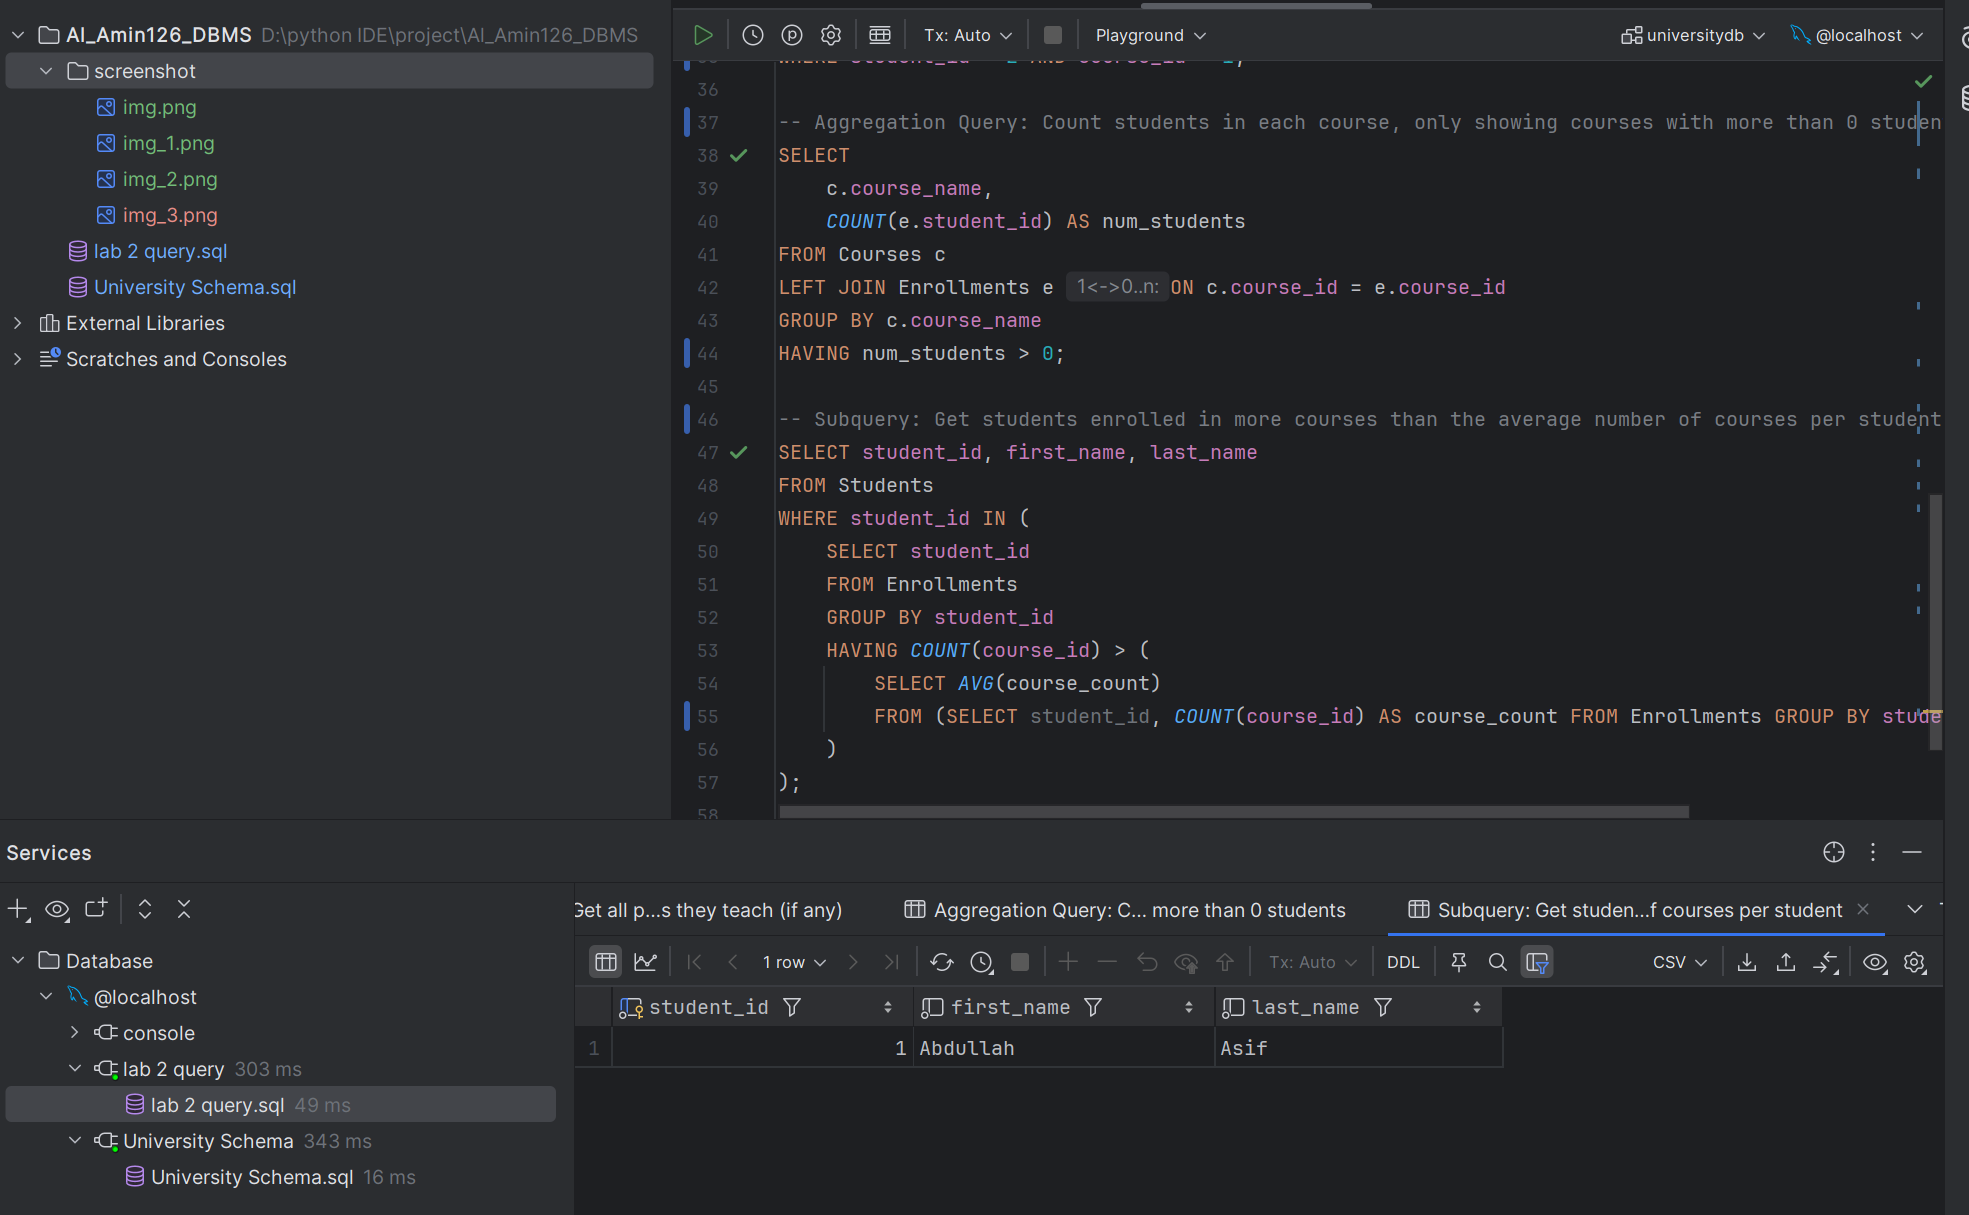 AI_Amin126_DBMS D:\python IDE\project\AI_Amin126_DBMS
screenshot
img.png
img_1.png
img_2.png
img_3.png
lab 2 query.sql
University Schema.sql
External Libraries
Scratches and Consoles
Tx: Auto
Playground
universitydb
@localhost
36
37 -- Aggregation Query: Count students in each course, only showing courses with more than 0 studen
38 SELECT
39 c.course_name,
40 COUNT(e.student_id) AS num_students
41 FROM Courses c
42 LEFT JOIN Enrollments e 1<->0..n: ON c.course_id = e.course_id
43 GROUP BY c.course_name
44 HAVING num_students > 0;
45
46 -- Subquery: Get students enrolled in more courses than the average number of courses per student
47 SELECT student_id, first_name, last_name
48 FROM Students
49 WHERE student_id IN (
50 SELECT student_id
51 FROM Enrollments
52 GROUP BY student_id
53 HAVING COUNT(course_id) > (
54 SELECT AVG(course_count)
55 FROM (SELECT student_id, COUNT(course_id) AS course_count FROM Enrollments GROUP BY stude
56 )
57 );
58
Services
Get all p...s they teach (if any)
Aggregation Query: C... more than 0 students
Subquery: Get studen...f courses per student
1 row
Tx: Auto
DDL
CSV
Database
@localhost
console
lab 2 query 303 ms
lab 2 query.sql 49 ms
University Schema 343 ms
University Schema.sql 16 ms
student_id first_name last_name
1 1 Abdullah Asif